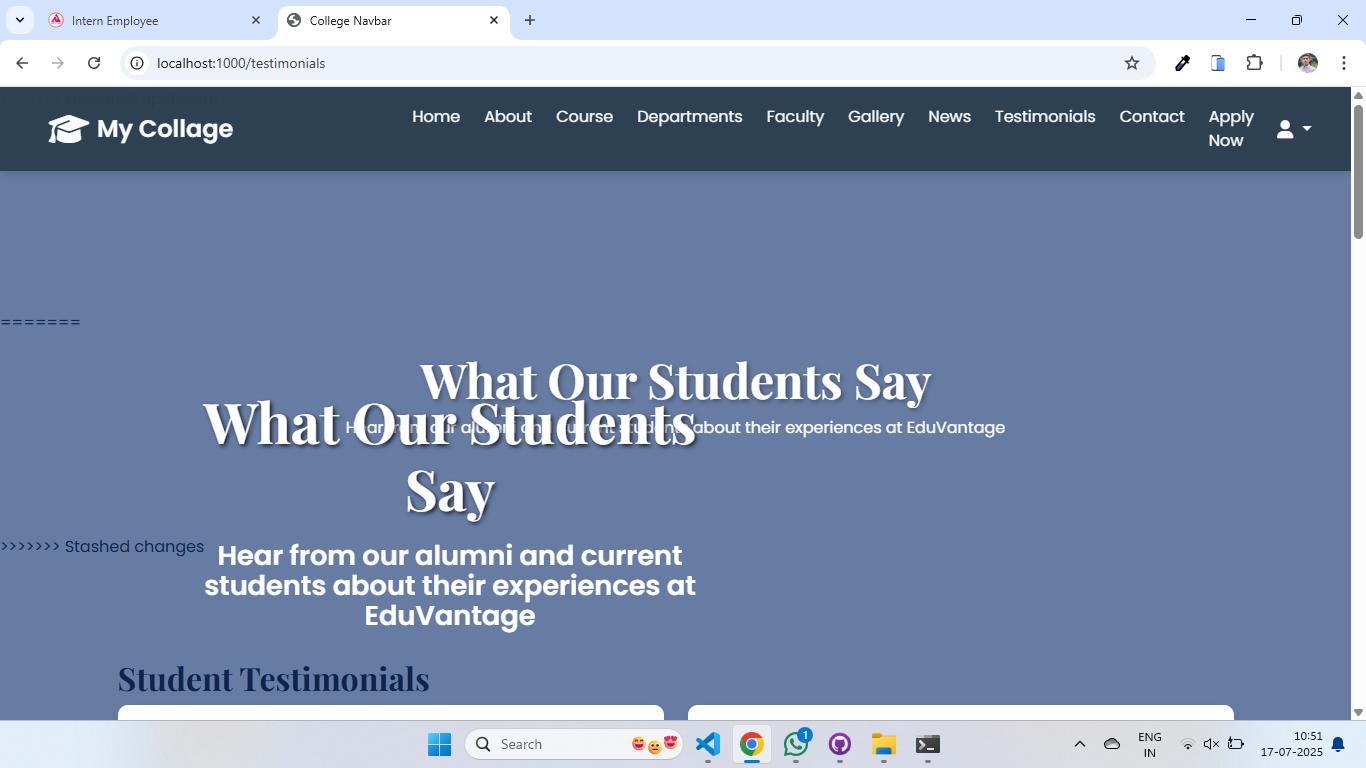 Intern Employee
College Navbar
localhost:1000/testimonials
My Collage
Home
About
Course
Departments
Faculty
Gallery
News
Testimonials
Contact
Apply
Now
=======
What Our Students Say
Hear from our alumni and current students about their experiences at EduVantage
What Our Students
Say
>>>>>>> Stashed changes
Hear from our alumni and current
students about their experiences at
EduVantage
Student Testimonials
Search
1
ENG
IN
10:51
17-07-2025